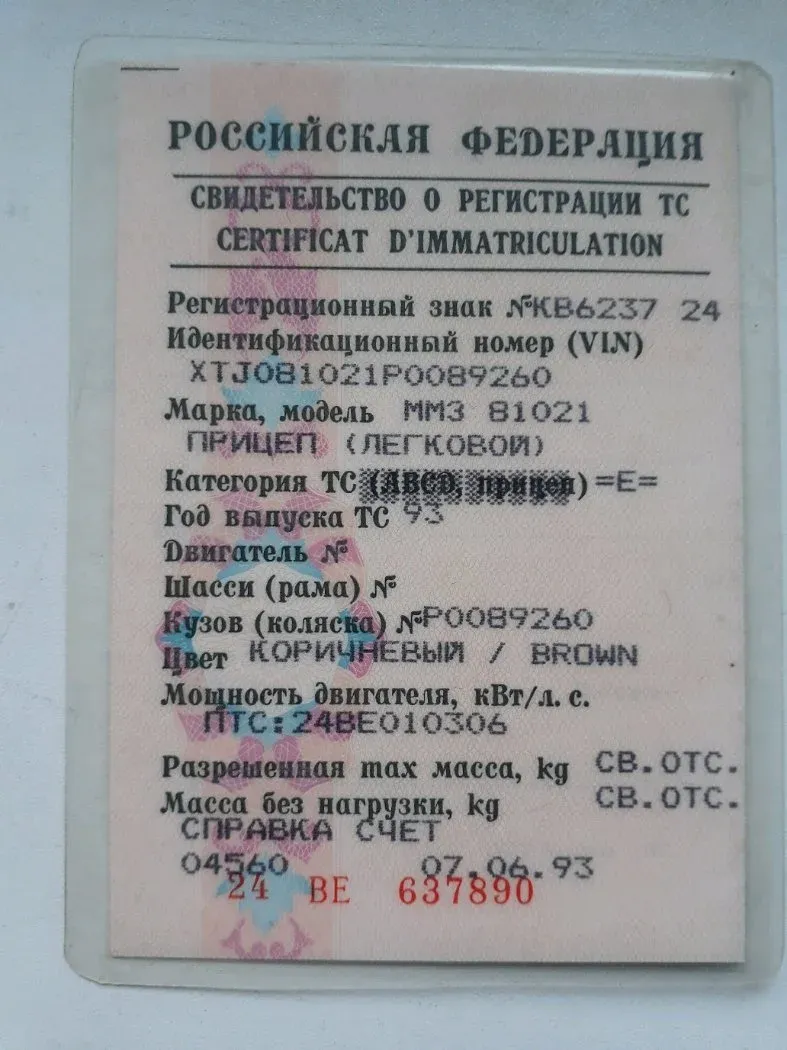 РОССИЙСКАЯ ФЕДЕРАЦИЯ
СВИДЕТЕЛЬСТВО О РЕГИСТРАЦИИ ТС
CERTIFICAT D'IMMATRICULATION
Регистрационный знак №КВ6237 24
Идентификационный номер (VIN)
XTJ081021P0089260
Марка, модель ММЗ 81021
ПРИЦЕП (ЛЕГКОВОЙ)
Категория ТС (ABCD, прицеп) =E=
Год выпуска ТС 93
Двигатель №
Шасси (рама) №
Кузов (коляска) №P0089260
Цвет КОРИЧНЕВЫЙ / BROWN
Мощность двигателя, кВт/л. с.
ПТС:24ВЕ010306
Разрешенная max масса, kg СВ.ОТС.
Масса без нагрузки, kg СВ.ОТС.
СПРАВКА СЧЕТ
04560 07.06.93
24 ВЕ 637890